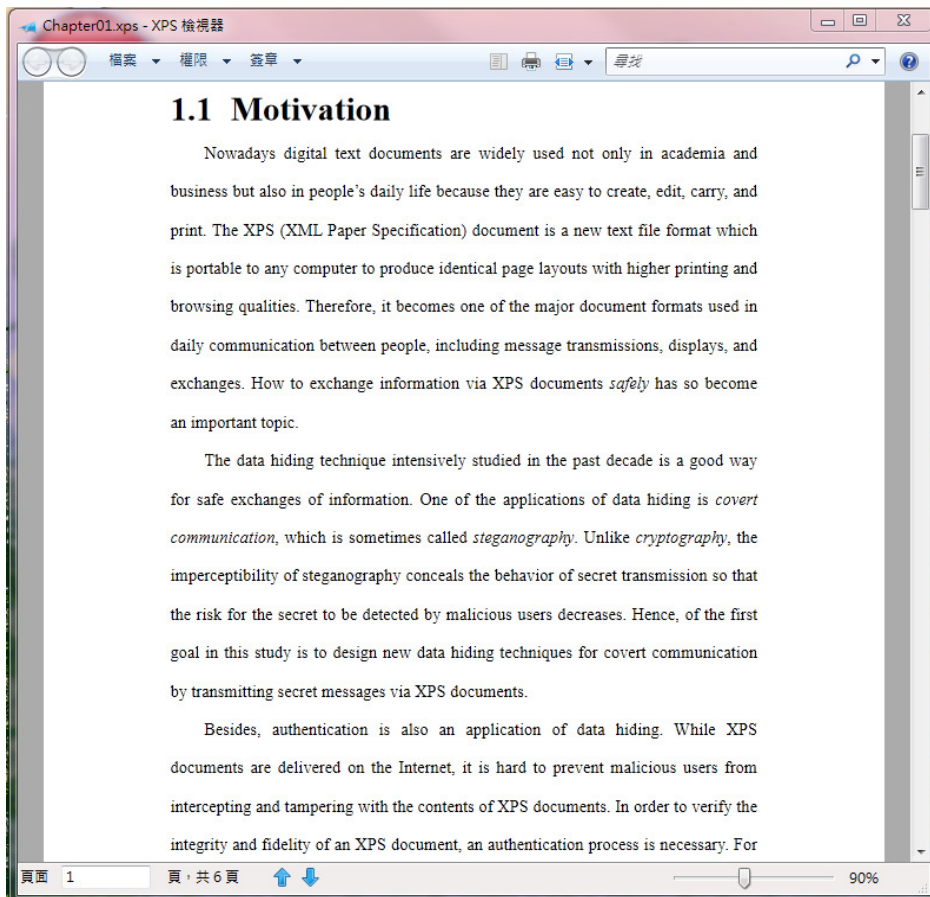 Chapter01.xps - XPS 檢視器
檔案 權限 簽章 尋找
1.1 Motivation
Nowadays digital text documents are widely used not only in academia and
business but also in people's daily life because they are easy to create, edit, carry, and
print. The XPS (XML Paper Specification) document is a new text file format which
is portable to any computer to produce identical page layouts with higher printing and
browsing qualities. Therefore, it becomes one of the major document formats used in
daily communication between people, including message transmissions, displays, and
exchanges. How to exchange information via XPS documents safely has so become
an important topic.
The data hiding technique intensively studied in the past decade is a good way
for safe exchanges of information. One of the applications of data hiding is covert
communication, which is sometimes called steganography. Unlike cryptography, the
imperceptibility of steganography conceals the behavior of secret transmission so that
the risk for the secret to be detected by malicious users decreases. Hence, of the first
goal in this study is to design new data hiding techniques for covert communication
by transmitting secret messages via XPS documents.
Besides, authentication is also an application of data hiding. While XPS
documents are delivered on the Internet, it is hard to prevent malicious users from
intercepting and tampering with the contents of XPS documents. In order to verify the
integrity and fidelity of an XPS document, an authentication process is necessary. For
頁面 1 頁，共 6 頁 90%